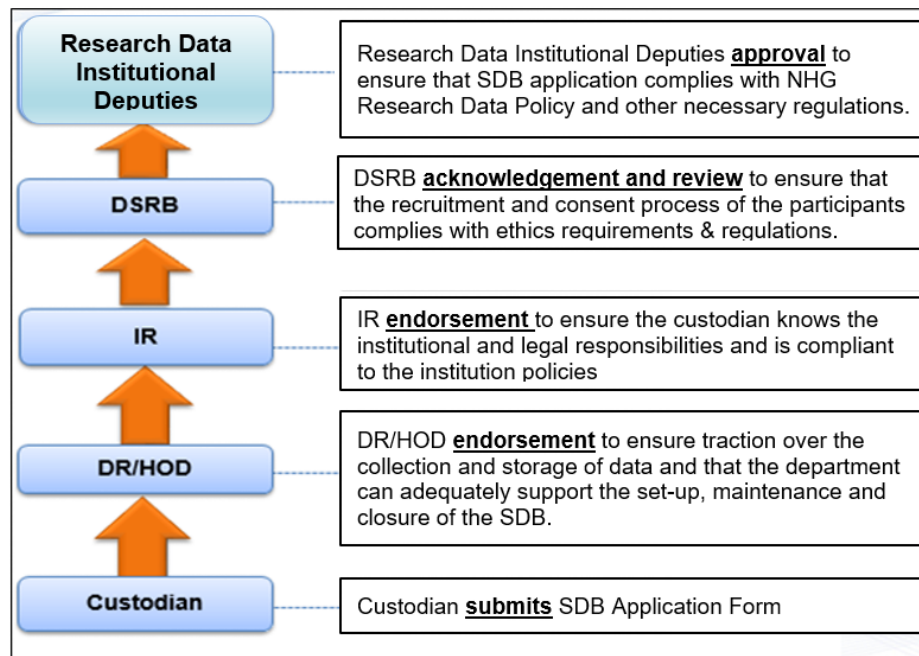 Research Data
Institutional
Deputies
Research Data Institutional Deputies approval to
ensure that SDB application complies with NHG
Research Data Policy and other necessary regulations.
DSRB
DSRB acknowledgement and review to ensure that
the recruitment and consent process of the participants
complies with ethics requirements & regulations.
IR
IR endorsement to ensure the custodian knows the
institutional and legal responsibilities and is compliant
to the institution policies
DR/HOD
DR/HOD endorsement to ensure traction over the
collection and storage of data and that the department
can adequately support the set-up, maintenance and
closure of the SDB.
Custodian
Custodian submits SDB Application Form